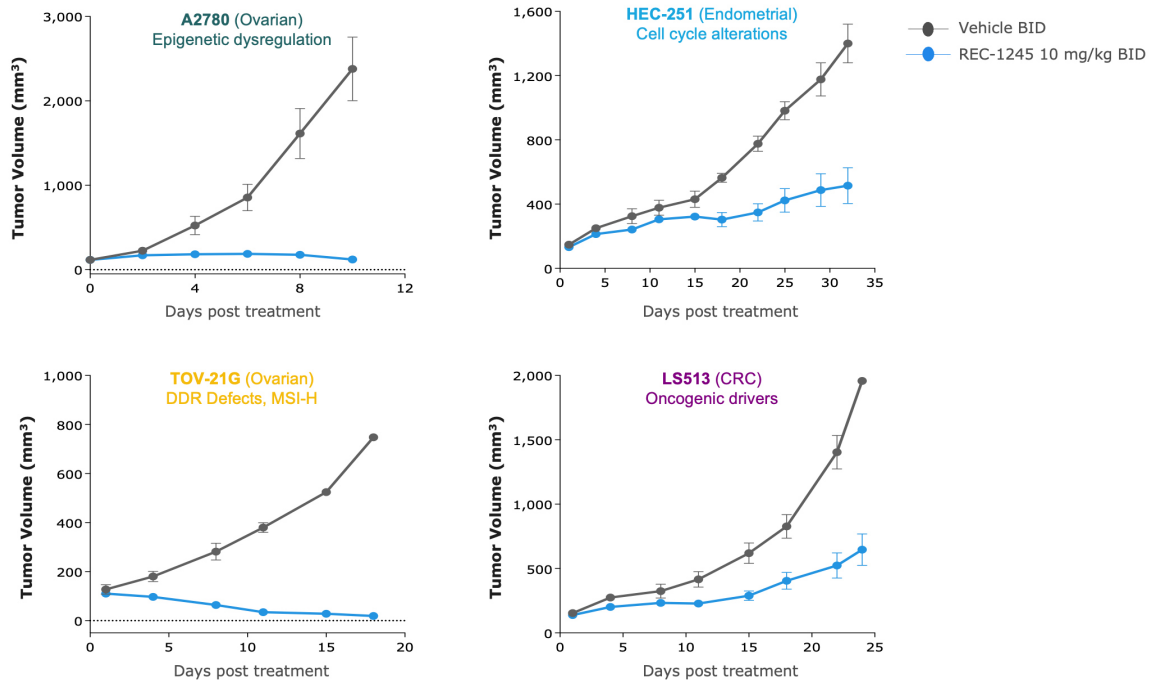 A2780 (Ovarian)
Epigenetic dysregulation
Tumor Volume (mm³)
3,000
2,000
1,000
0
0 4 8 12
Days post treatment
HEC-251 (Endometrial)
Cell cycle alterations
Tumor Volume (mm³)
1,600
1,200
800
400
0
0 5 10 15 20 25 30 35
Days post treatment
Vehicle BID
REC-1245 10 mg/kg BID
TOV-21G (Ovarian)
DDR Defects, MSI-H
Tumor Volume (mm³)
1,000
800
600
400
200
0
0 5 10 15 20
Days post treatment
LS513 (CRC)
Oncogenic drivers
Tumor Volume (mm³)
2,000
1,500
1,000
500
0
0 5 10 15 20 25
Days post treatment